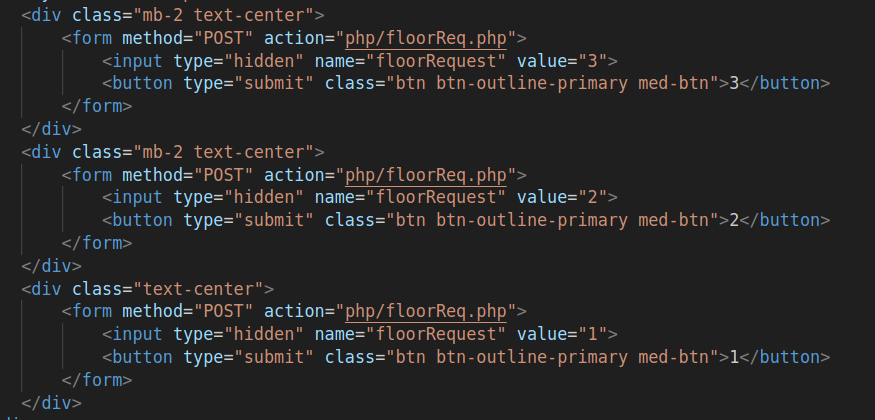 <div class="mb-2 text-center">
<form method="POST" action="php/floorReq.php">
<input type="hidden" name="floorRequest" value="3">
<button type="submit" class="btn btn-outline-primary med-btn">3</button>
</form>
</div>
<div class="mb-2 text-center">
<form method="POST" action="php/floorReq.php">
<input type="hidden" name="floorRequest" value="2">
<button type="submit" class="btn btn-outline-primary med-btn">2</button>
</form>
</div>
<div class="text-center">
<form method="POST" action="php/floorReq.php">
<input type="hidden" name="floorRequest" value="1">
<button type="submit" class="btn btn-outline-primary med-btn">1</button>
</form>
</div>